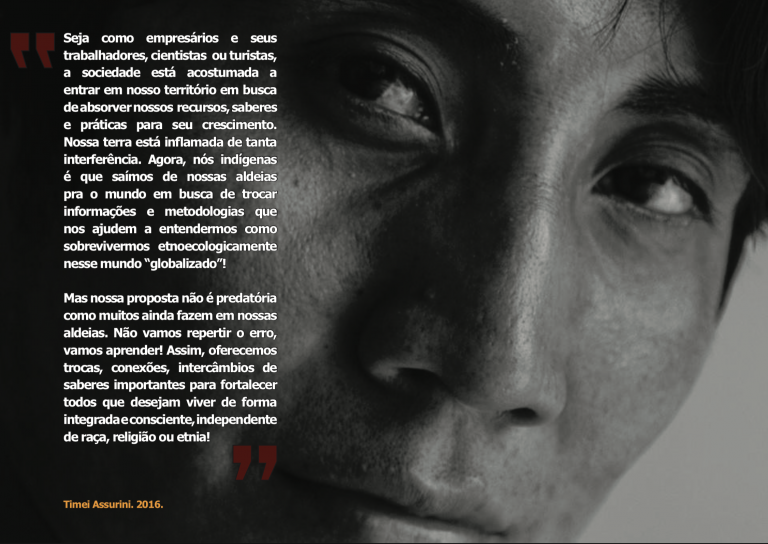 Seja como empresários e seus
trabalhadores, cientistas ou turistas,
a sociedade está acostumada a
entrar em nosso território em busca
de absorver nossos recursos, saberes
e práticas para seu crescimento.
Nossa terra está inflamada de tanta
interferência. Agora, nós indígenas
é que saímos de nossas aldeias
pra o mundo em busca de trocar
informações e metodologias que
nos ajudem a entendermos como
sobrevivermos etnoecologicamente
nesse mundo “globalizado”!
Mas nossa proposta não é predatória
como muitos ainda fazem em nossas
aldeias. Não vamos repertir o erro,
vamos aprender! Assim, oferecemos
trocas, conexões, intercâmbios de
saberes importantes para fortalecer
todos que desejam viver de forma
integrada e consciente, independente
de raça, religião ou etnia!
Timei Assurini. 2016.